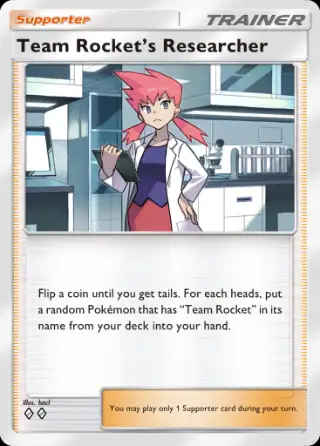 Supporter
TRAINER
Team Rocket's Researcher
Flip a coin until you get tails. For each heads, put
a random Pokémon that has “Team Rocket” in its
name from your deck into your hand.
illus. hncl
You may play only 1 Supporter card during your turn.